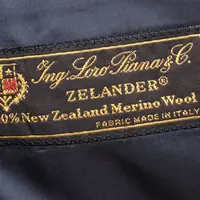 Ing. Loro Piana & C.
ZELANDER®
0% New Zealand Merino Wool
FABRIC MADE IN ITALY